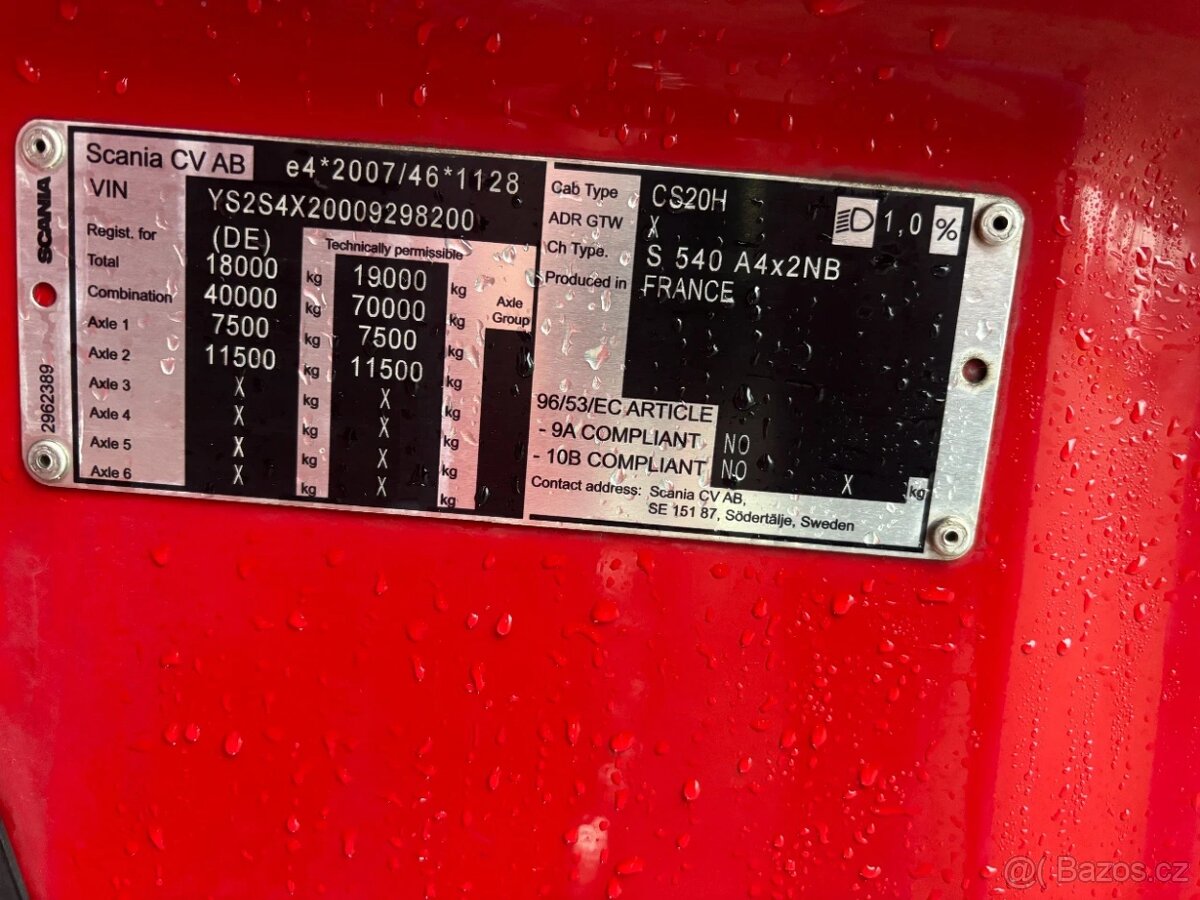 SCANIA
2962389
Scania CV AB e4*2007/46*1128
VIN YS2S4X20009298200
Regist. for (DE) Technically permissible
Total 18000 kg 19000 kg
Combination 40000 kg 70000 kg Axle Group
Axle 1 7500 kg 7500 kg
Axle 2 11500 kg 11500 kg
Axle 3 X kg X kg
Axle 4 X kg X kg
Axle 5 X kg X kg
Axle 6 X kg X kg
Cab Type CS20H 1,0 %
ADR GTW X
Ch Type. S 540 A4x2NB
Produced in FRANCE
96/53/EC ARTICLE
- 9A COMPLIANT NO
- 10B COMPLIANT NO X kg
Contact address: Scania CV AB,
SE 151 87, Södertälje, Sweden
@( Bazos.cz